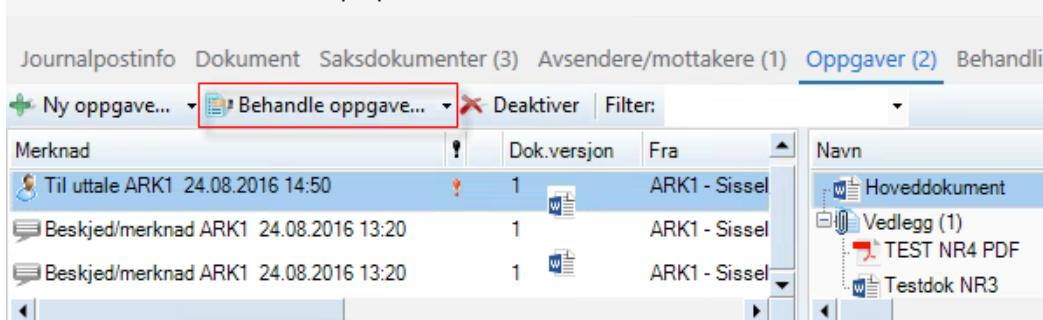 Journalpostinfo Dokument Saksdokumenter (3) Avsendere/mottakere (1) Oppgaver (2) Behandli
Ny oppgave... Behandle oppgave... Deaktiver Filter:
Merknad ! Dok.versjon Fra Navn
Til uttale ARK1 24.08.2016 14:50 ! 1 ARK1 - Sissel Hoveddokument
Beskjed/merknad ARK1 24.08.2016 13:20 1 ARK1 - Sissel Vedlegg (1)
TEST NR4 PDF
Beskjed/merknad ARK1 24.08.2016 13:20 1 ARK1 - Sissel Testdok NR3